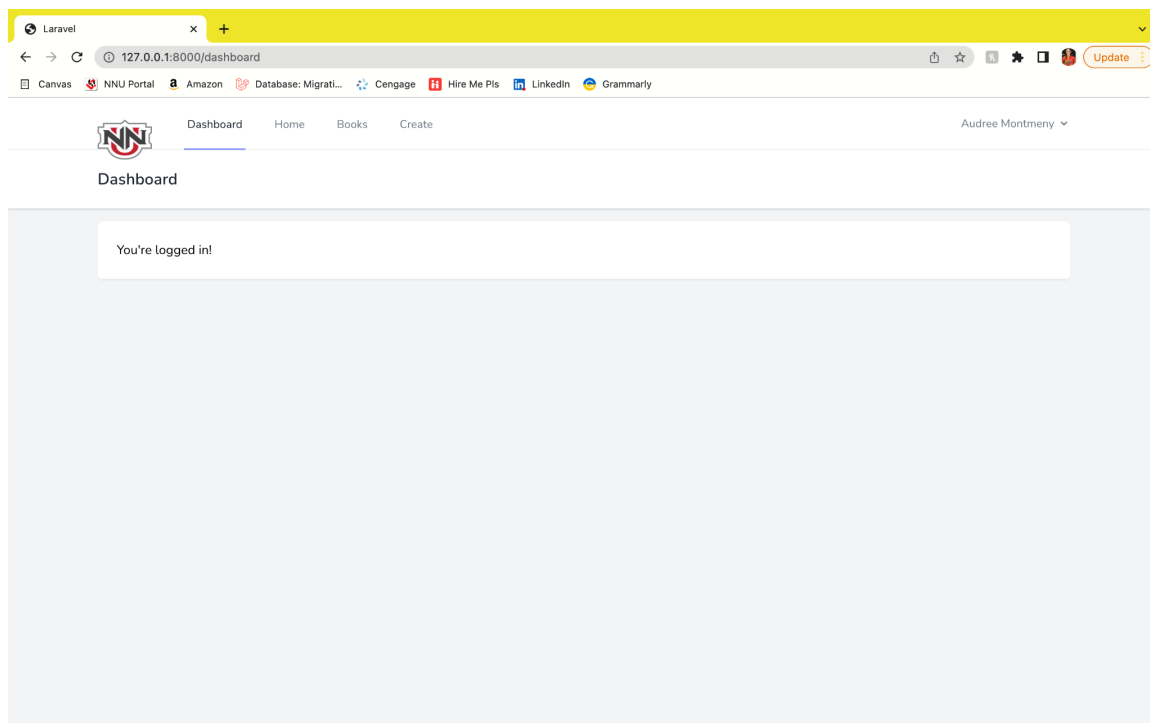 Laravel
127.0.0.1:8000/dashboard
Update
Canvas NNU Portal Amazon Database: Migrati... Cengage Hire Me Pls LinkedIn Grammarly
NNU Dashboard Home Books Create Audree Montmeny
Dashboard
You're logged in!